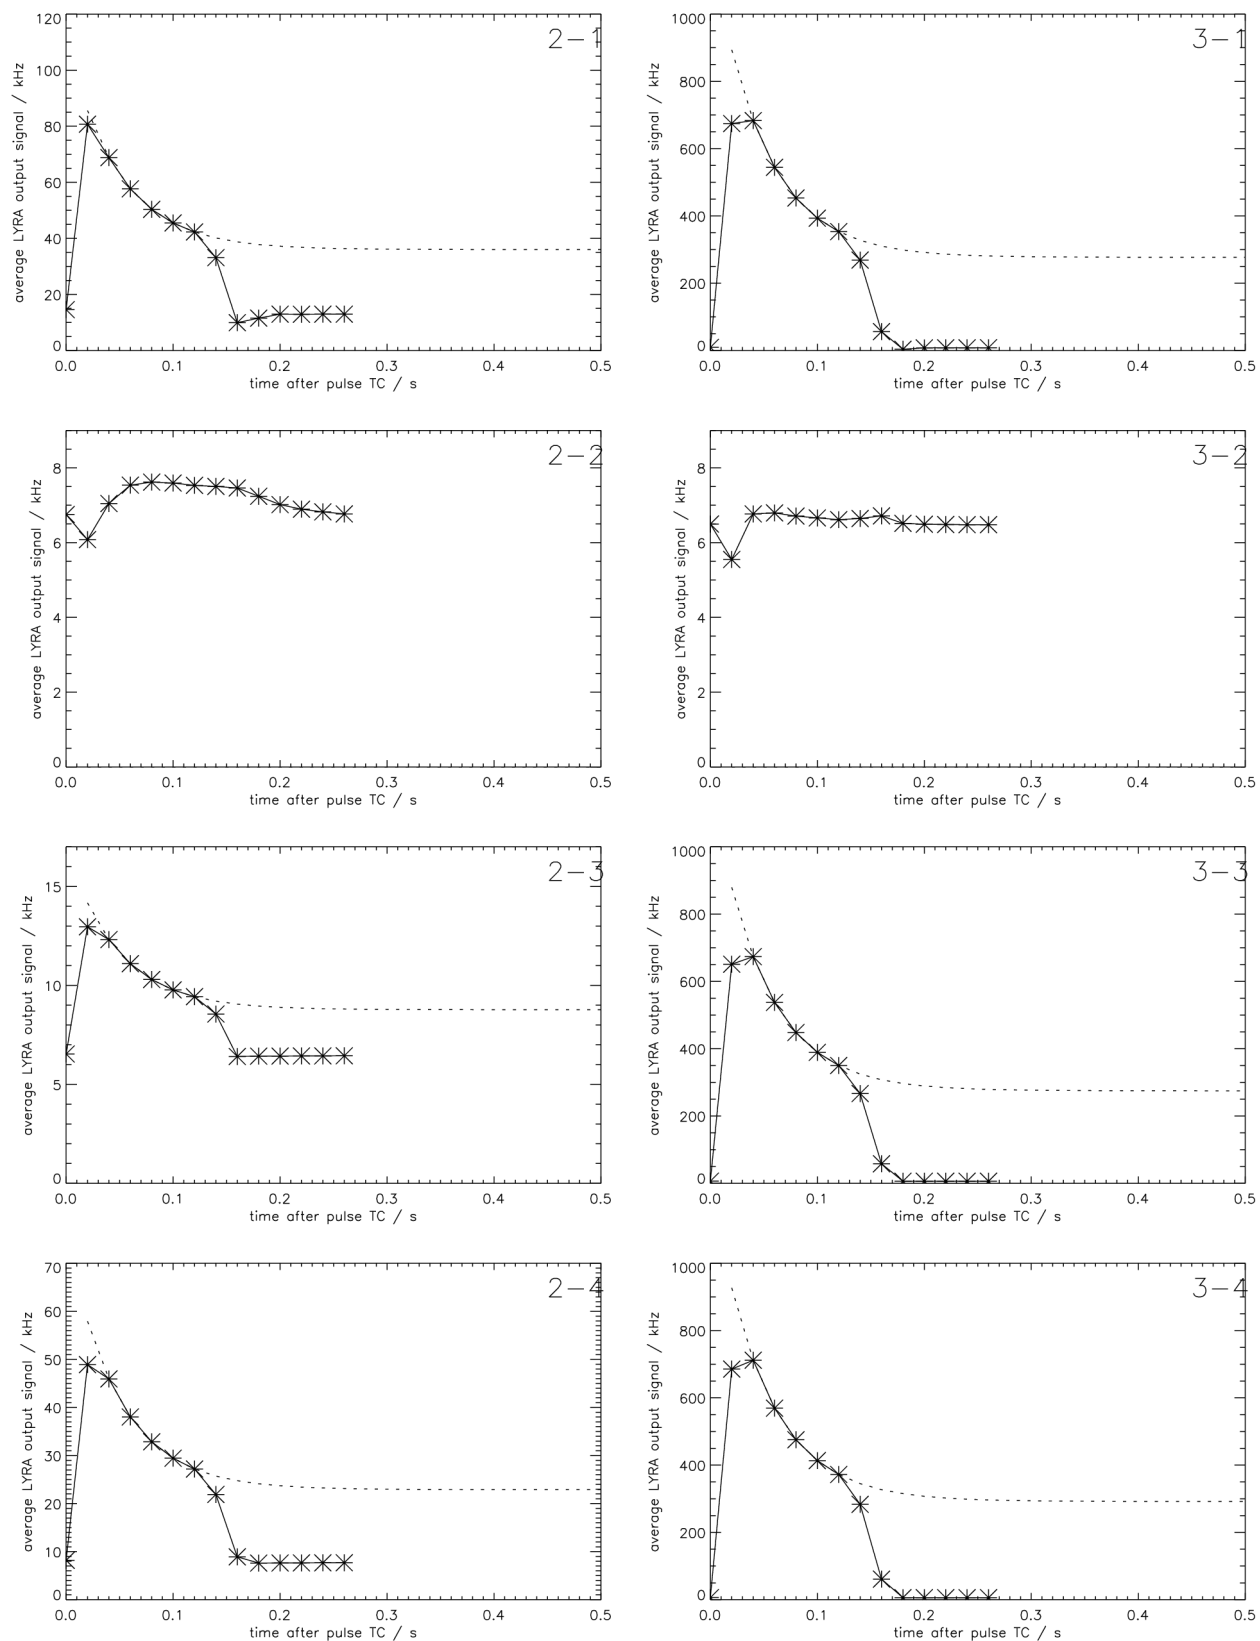 2-1
average LYRA output signal / kHz
120
100
80
60
40
20
0
0.0 0.1 0.2 0.3 0.4 0.5
time after pulse TC / s
3-1
average LYRA output signal / kHz
1000
800
600
400
200
0
0.0 0.1 0.2 0.3 0.4 0.5
time after pulse TC / s
2-2
average LYRA output signal / kHz
8
6
4
2
0
0.0 0.1 0.2 0.3 0.4 0.5
time after pulse TC / s
3-2
average LYRA output signal / kHz
8
6
4
2
0
0.0 0.1 0.2 0.3 0.4 0.5
time after pulse TC / s
2-3
average LYRA output signal / kHz
15
10
5
0
0.0 0.1 0.2 0.3 0.4 0.5
time after pulse TC / s
3-3
average LYRA output signal / kHz
1000
800
600
400
200
0
0.0 0.1 0.2 0.3 0.4 0.5
time after pulse TC / s
2-4
average LYRA output signal / kHz
70
60
50
40
30
20
10
0
0.0 0.1 0.2 0.3 0.4 0.5
time after pulse TC / s
3-4
average LYRA output signal / kHz
1000
800
600
400
200
0
0.0 0.1 0.2 0.3 0.4 0.5
time after pulse TC / s